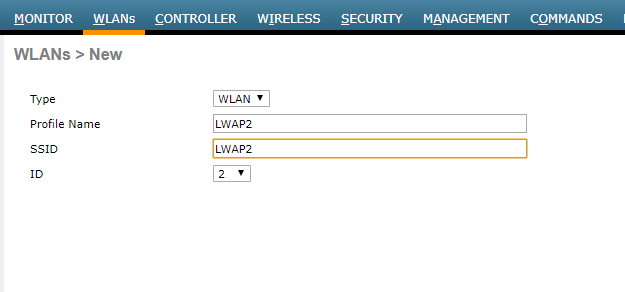 MONITOR WLANs CONTROLLER WIRELESS SECURITY MANAGEMENT COMMANDS
WLANs > New
Type WLAN
Profile Name LWAP2
SSID LWAP2
ID 2